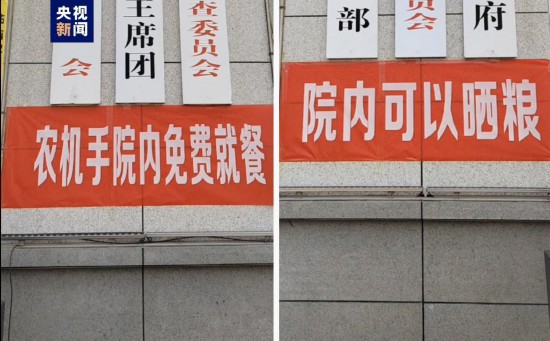 央视
新闻
会
主席团
查委员会
农机手院内免费就餐
部
员会
府
院内可以晒粮